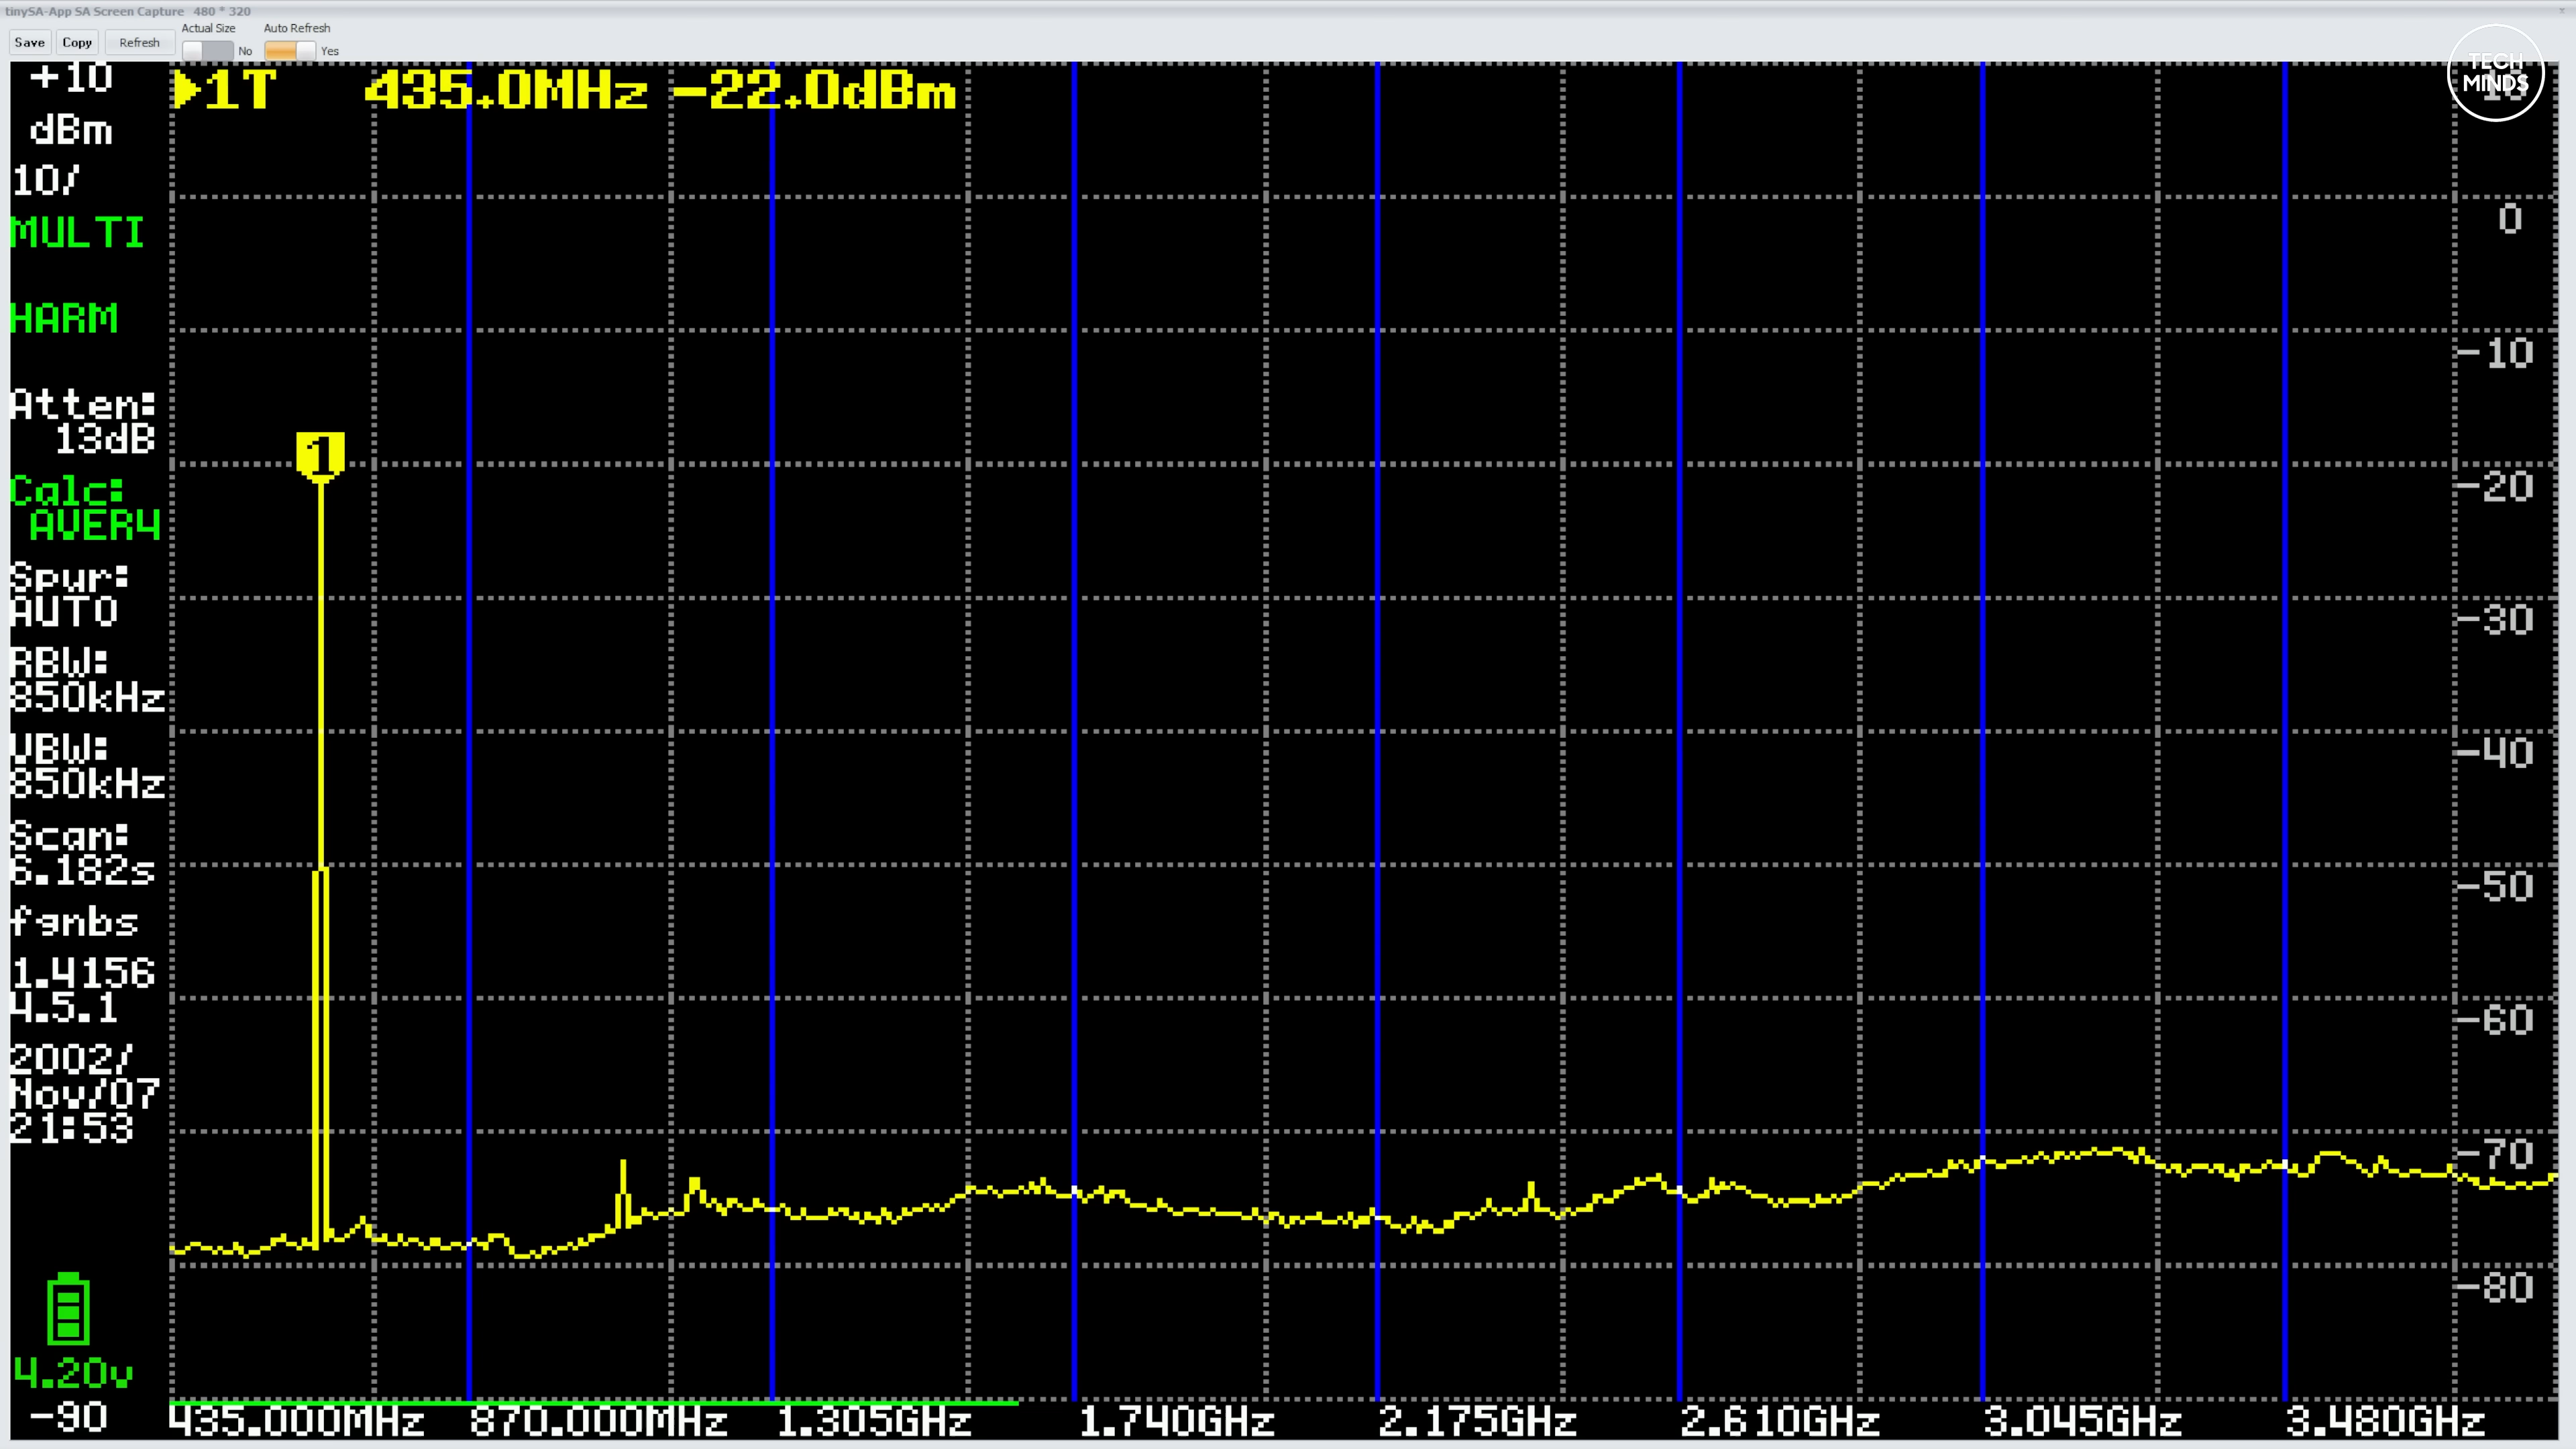 tinySA-App SA Screen Capture 480 * 320
Save Copy Refresh Actual Size No Auto Refresh Yes
TECH
MINDS
+10
dBm
10/
MULTI
HARM
Atten:
13dB
Calc:
AVER4
Spur:
AUTO
RBW:
850kHz
VBW:
850kHz
Scan:
6.182s
fgnbs
1.4156
4.5.1
2002/
Nov/07
21:53
4.20v
-90
1T 435.0MHz -22.0dBm
1
10
0
-10
-20
-30
-40
-50
-60
-70
-80
435.000MHz 870.000MHz 1.305GHz 1.740GHz 2.175GHz 2.610GHz 3.045GHz 3.480GHz